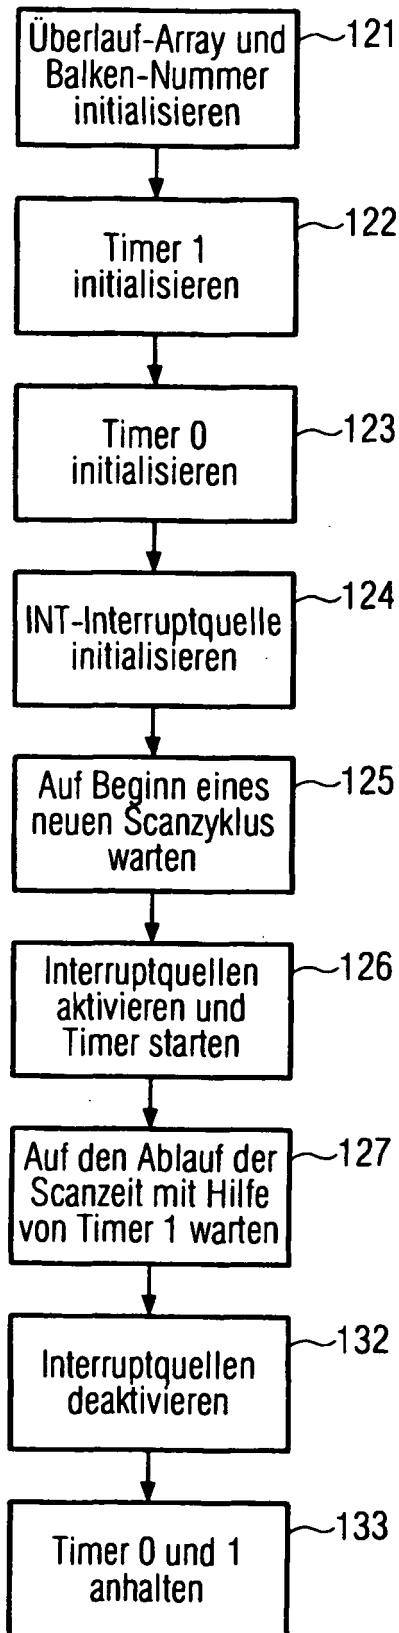 Überlauf-Array und
Balken-Nummer
initialisieren
121
Timer 1
initialisieren
122
Timer 0
initialisieren
123
INT-Interruptquelle
initialisieren
124
Auf Beginn eines
neuen Scanzyklus
warten
125
Interruptquellen
aktivieren und
Timer starten
126
Auf den Ablauf der
Scanzeit mit Hilfe
von Timer 1 warten
127
Interruptquellen
deaktivieren
132
Timer 0 und 1
anhalten
133